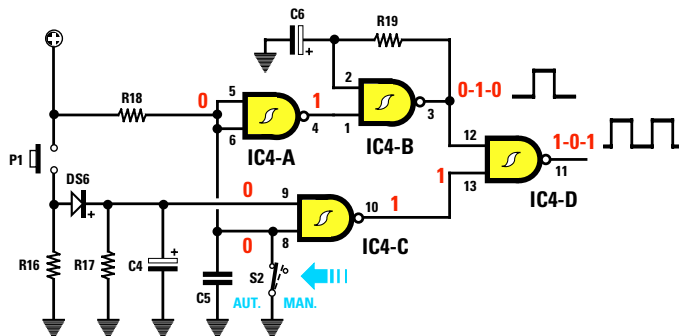 C6
R19
+
R18
0
5
6
1
4
IC4-A
2
1
3
IC4-B
0-1-0
12
13
1-0-1
11
IC4-D
P1
DS6
+
0
9
8
10
1
1
IC4-C
0
R16
R17
C4
+
C5
S2
AUT.
MAN.